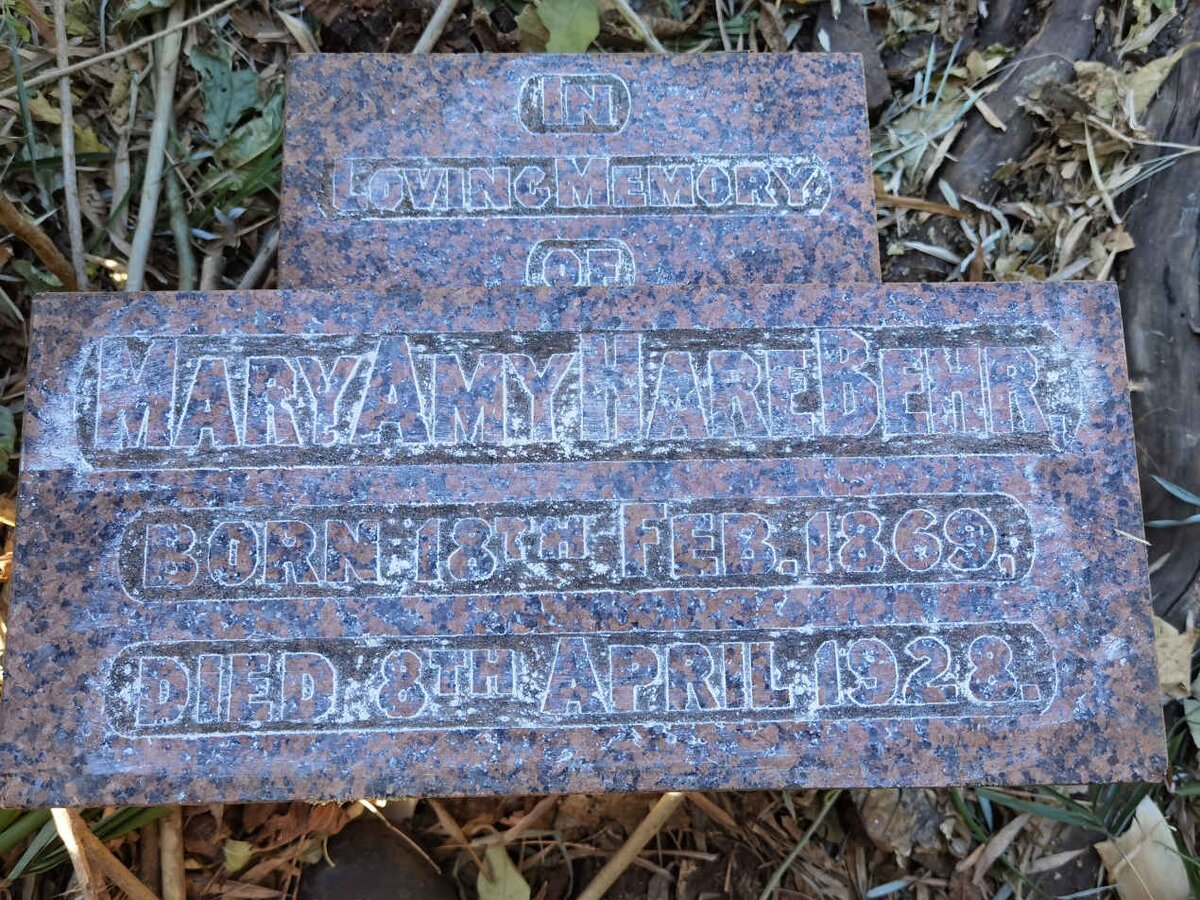 IN
LOVING MEMORY
OF
MARY AMY HARE BEHR,
BORN 18TH FEB. 1869,
DIED 8TH APRIL 1928.